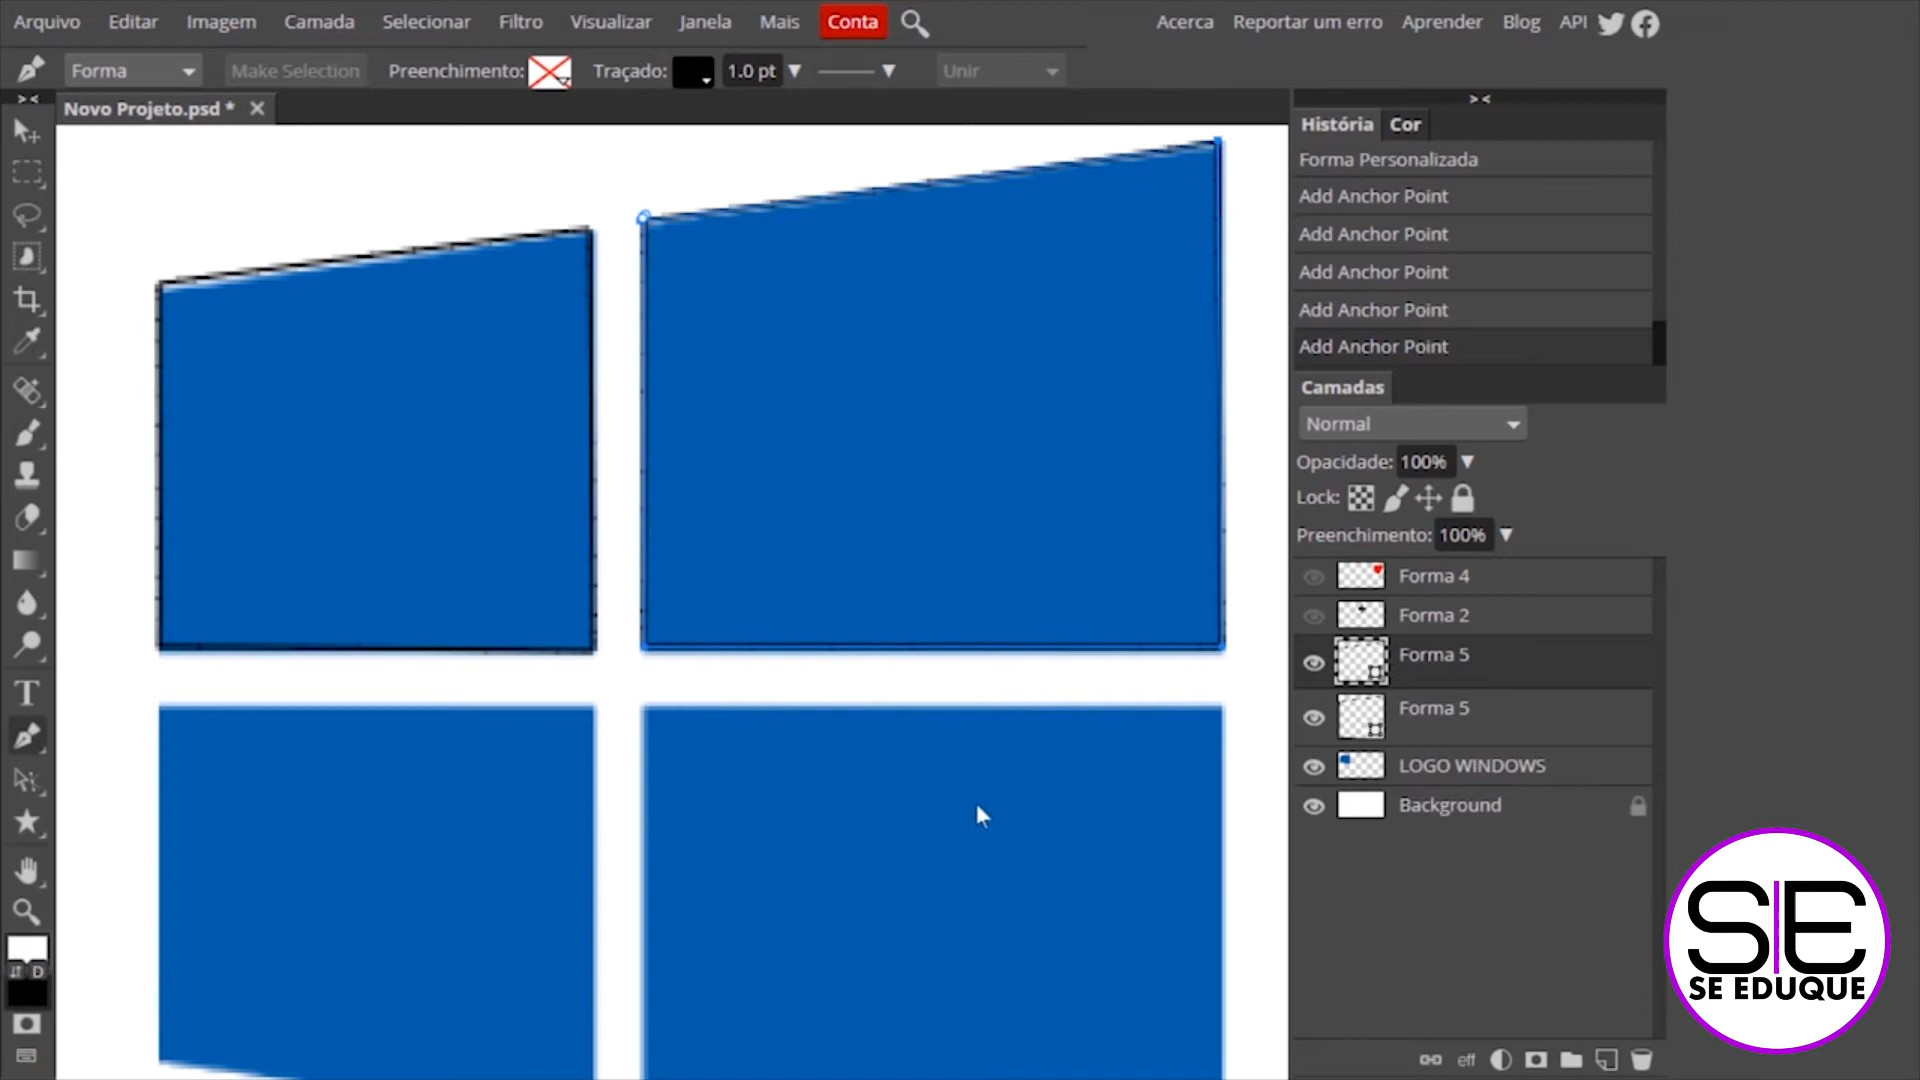 Arquivo Editar Imagem Camada Selecionar Filtro Visualizar Janela Mais Conta Acerca Reportar um erro Aprender Blog API
Forma Make Selection Preenchimento: Traçado: 1.0 pt Unir
Novo Projeto.psd *
História Cor
Forma Personalizada
Add Anchor Point
Add Anchor Point
Add Anchor Point
Add Anchor Point
Add Anchor Point
Camadas
Normal
Opacidade: 100%
Lock:
Preenchimento: 100%
Forma 4
Forma 2
Forma 5
Forma 5
LOGO WINDOWS
Background
T
D
eff
SE
SE EDUQUE